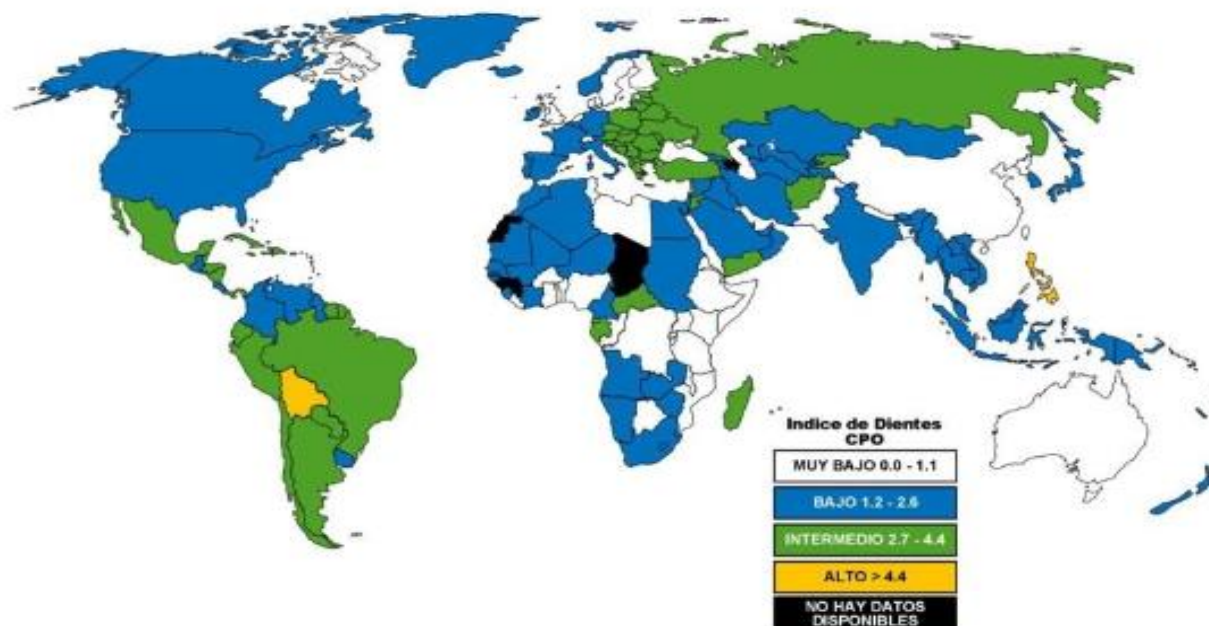 Indice de Dientes
CPO
MUY BAJO 0.0 - 1.1
BAJO 1.2 - 2.6
INTERMEDIO 2.7 - 4.4
ALTO > 4.4
NO HAY DATOS
DISPONIBLES